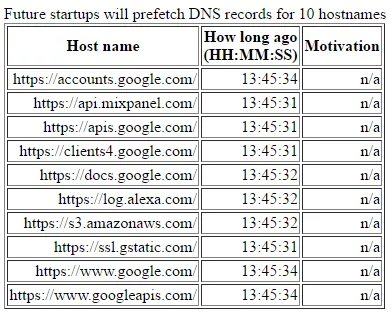 Future startups will prefetch DNS records for 10 hostnames
Host name How long ago (HH:MM:SS) Motivation
https://accounts.google.com/ 13:45:34 n/a
https://api.mixpanel.com/ 13:45:31 n/a
https://apis.google.com/ 13:45:31 n/a
https://clients4.google.com/ 13:45:31 n/a
https://docs.google.com/ 13:45:32 n/a
https://log.alexa.com/ 13:45:32 n/a
https://s3.amazonaws.com/ 13:45:32 n/a
https://ssl.gstatic.com/ 13:45:31 n/a
https://www.google.com/ 13:45:34 n/a
https://www.googleapis.com/ 13:45:34 n/a